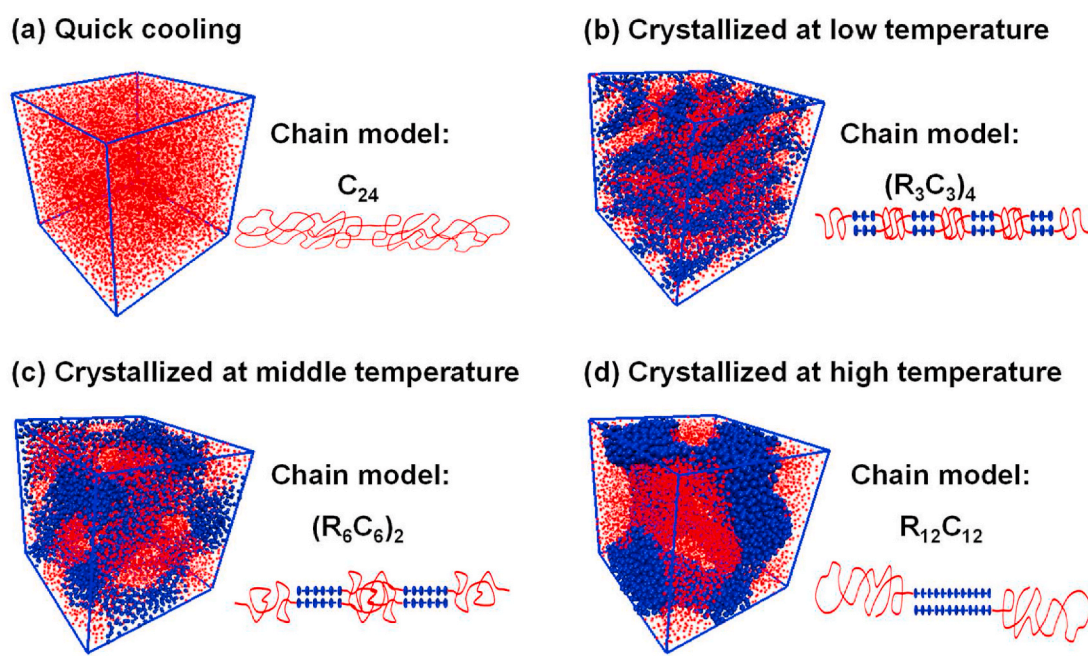 (a) Quick cooling
Chain model:
C₂₄
(b) Crystallized at low temperature
Chain model:
(R₃C₃)₄
(c) Crystallized at middle temperature
Chain model:
(R₆C₆)₂
(d) Crystallized at high temperature
Chain model:
R₁₂C₁₂